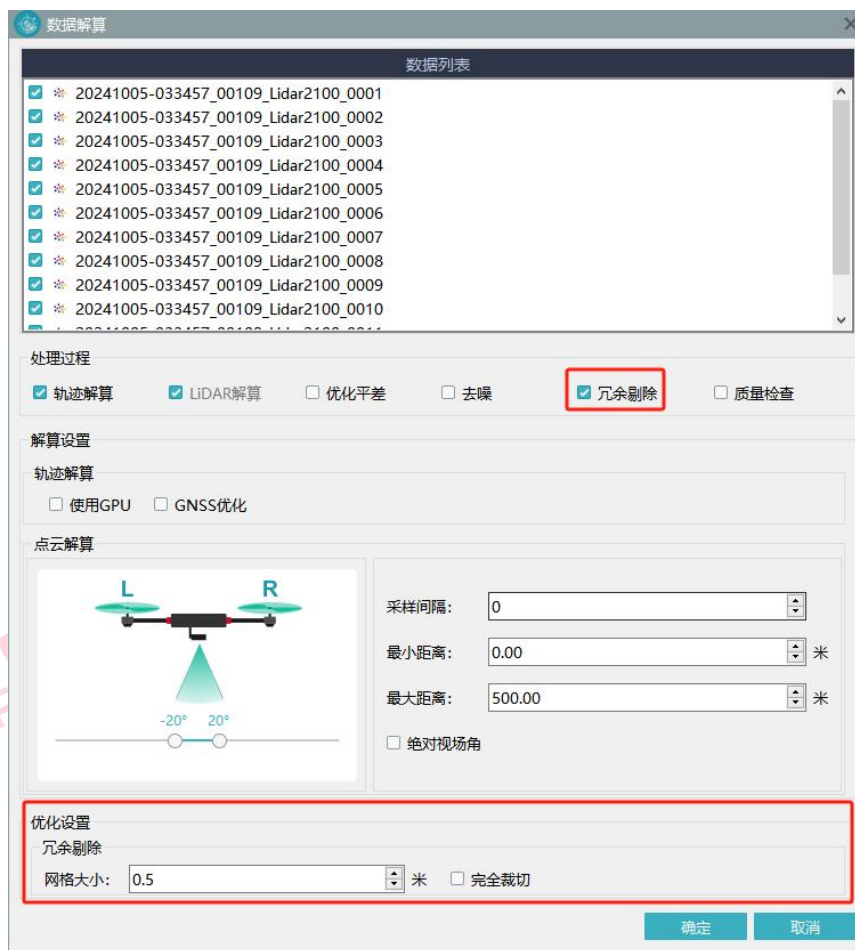 数据解算
数据列表
20241005-033457_00109_Lidar2100_0001
20241005-033457_00109_Lidar2100_0002
20241005-033457_00109_Lidar2100_0003
20241005-033457_00109_Lidar2100_0004
20241005-033457_00109_Lidar2100_0005
20241005-033457_00109_Lidar2100_0006
20241005-033457_00109_Lidar2100_0007
20241005-033457_00109_Lidar2100_0008
20241005-033457_00109_Lidar2100_0009
20241005-033457_00109_Lidar2100_0010
处理过程
轨迹解算 LiDAR解算 优化平差 去噪 冗余剔除 质量检查
解算设置
轨迹解算
使用GPU GNSS优化
点云解算
L R
-20° 20°
采样间隔: 0
最小距离: 0.00 米
最大距离: 500.00 米
绝对视场角
优化设置
冗余剔除
网格大小: 0.5 米 完全裁切
确定 取消